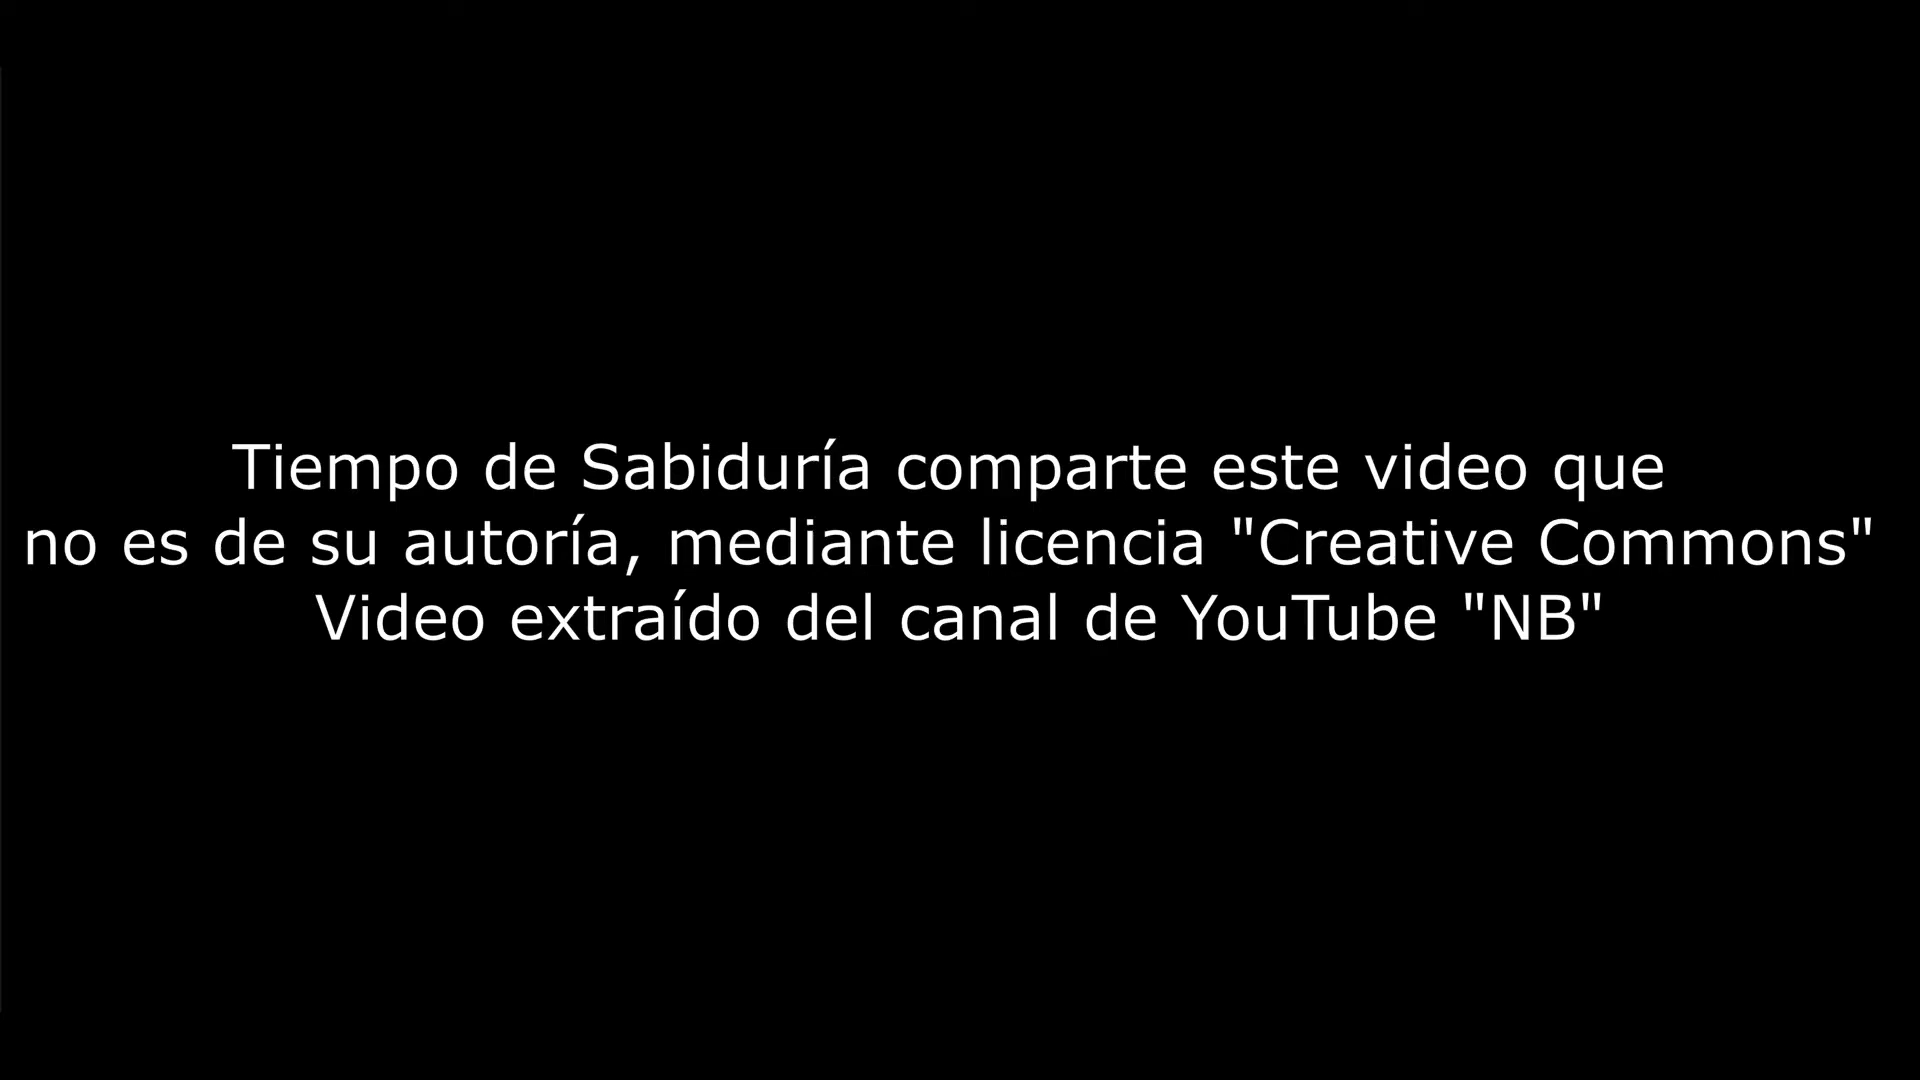 Tiempo de Sabiduría comparte este video que
no es de su autoría, mediante licencia "Creative Commons"
Video extraído del canal de YouTube "NB"